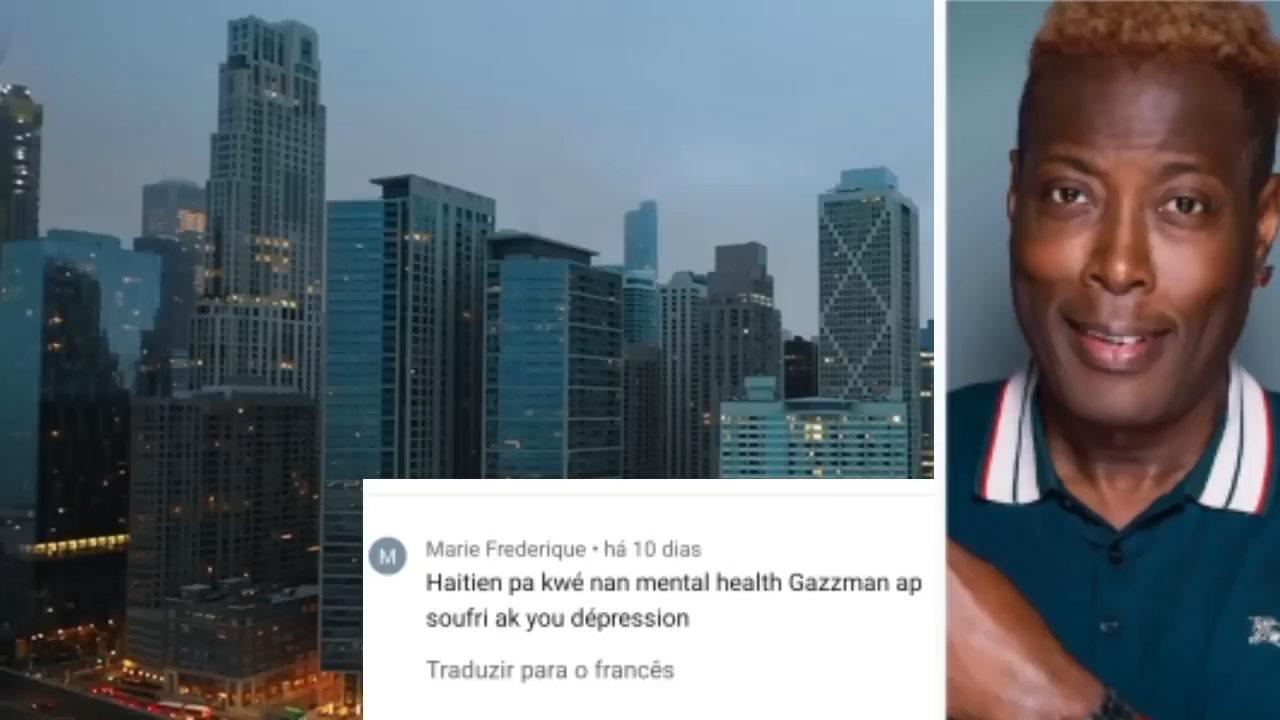 M
Marie Frederique • há 10 dias
Haitien pa kwé nan mental health Gazzman ap
soufri ak you dépression
Traduzir para o francês